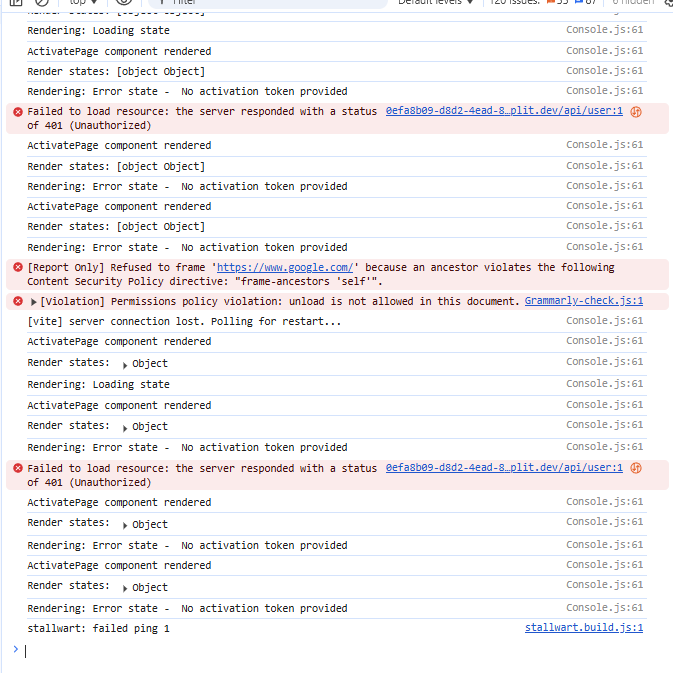 top ▼ Filter Default levels ▼ 120 Issues: 33 87 6 hidden
Render states: [object Object] Console.js:61
Rendering: Loading state Console.js:61
ActivatePage component rendered Console.js:61
Render states: [object Object] Console.js:61
Rendering: Error state - No activation token provided Console.js:61
Failed to load resource: the server responded with a status 0efa8b09-d8d2-4ead-8…plit.dev/api/user:1
of 401 (Unauthorized)
ActivatePage component rendered Console.js:61
Render states: [object Object] Console.js:61
Rendering: Error state - No activation token provided Console.js:61
ActivatePage component rendered Console.js:61
Render states: [object Object] Console.js:61
Rendering: Error state - No activation token provided Console.js:61
[Report Only] Refused to frame 'https://www.google.com/' because an ancestor violates the following
Content Security Policy directive: "frame-ancestors 'self'".
▶[Violation] Permissions policy violation: unload is not allowed in this document. Grammarly-check.js:1
[vite] server connection lost. Polling for restart... Console.js:61
ActivatePage component rendered Console.js:61
Render states: ▶ Object Console.js:61
Rendering: Loading state Console.js:61
ActivatePage component rendered Console.js:61
Render states: ▶ Object Console.js:61
Rendering: Error state - No activation token provided Console.js:61
Failed to load resource: the server responded with a status 0efa8b09-d8d2-4ead-8…plit.dev/api/user:1
of 401 (Unauthorized)
ActivatePage component rendered Console.js:61
Render states: ▶ Object Console.js:61
Rendering: Error state - No activation token provided Console.js:61
ActivatePage component rendered Console.js:61
Render states: ▶ Object Console.js:61
Rendering: Error state - No activation token provided Console.js:61
stallwart: failed ping 1 stallwart.build.js:1